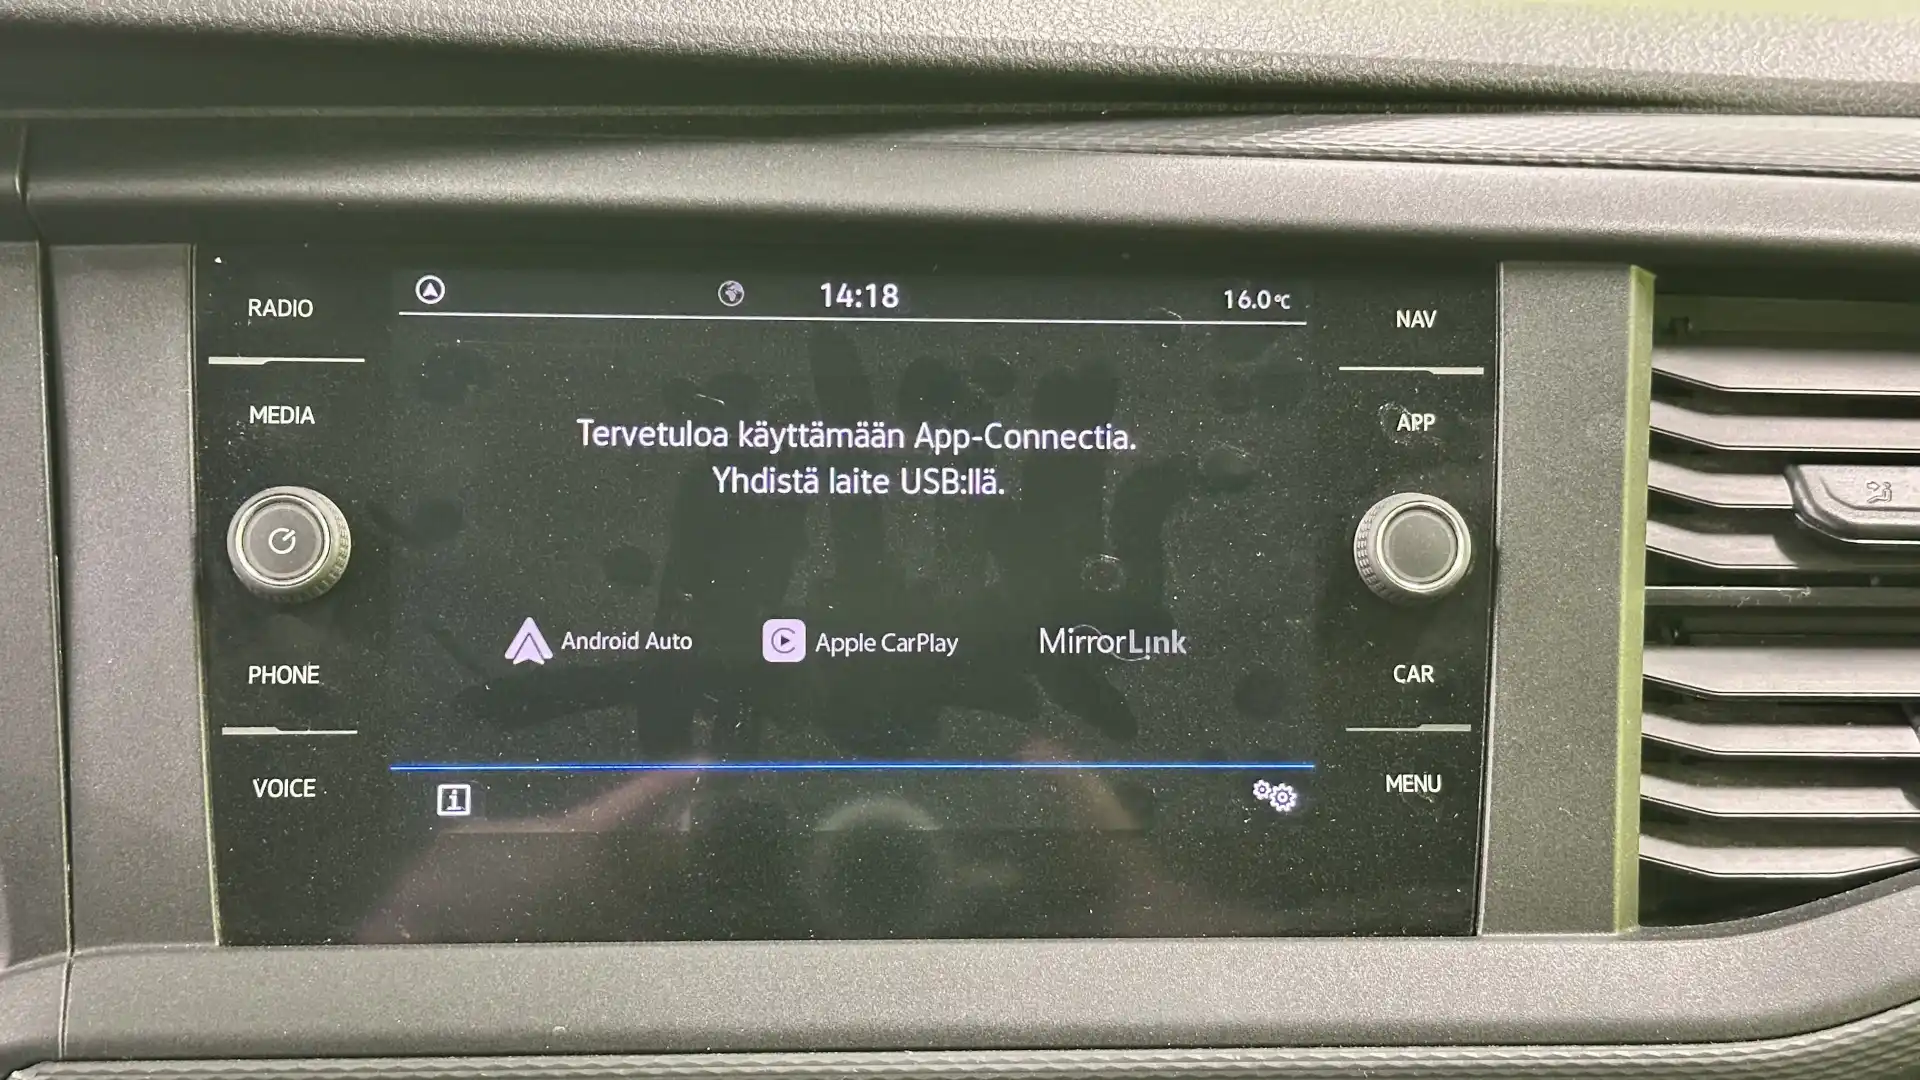 RADIO
MEDIA
PHONE
VOICE
14:18
16.0°C
Tervetuloa käyttämään App-Connectia.
Yhdistä laite USB:llä.
Android Auto
Apple CarPlay
MirrorLink
NAV
APP
CAR
MENU